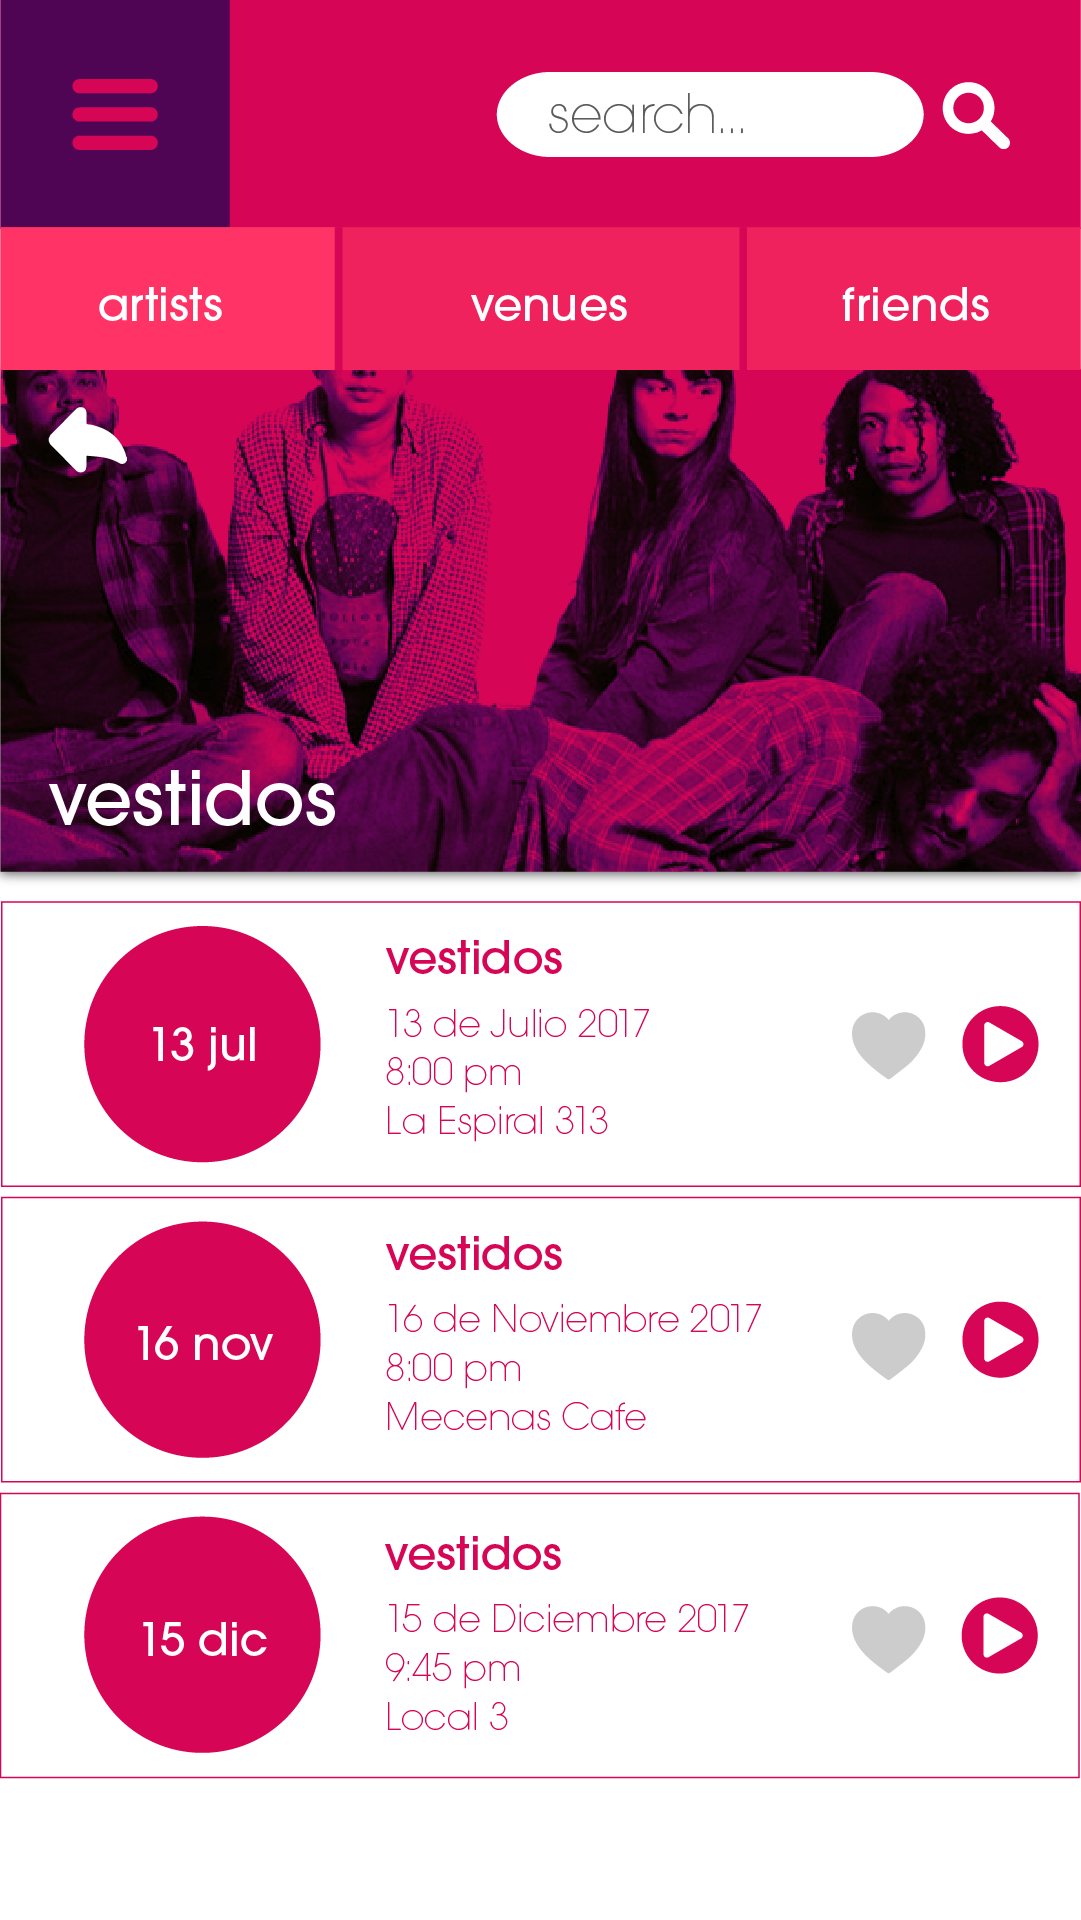 search...
artists
venues
friends
vestidos
13 jul
vestidos
13 de Julio 2017
8:00 pm
La Espiral 313
16 nov
vestidos
16 de Noviembre 2017
8:00 pm
Mecenas Cafe
15 dic
vestidos
15 de Diciembre 2017
9:45 pm
Local 3